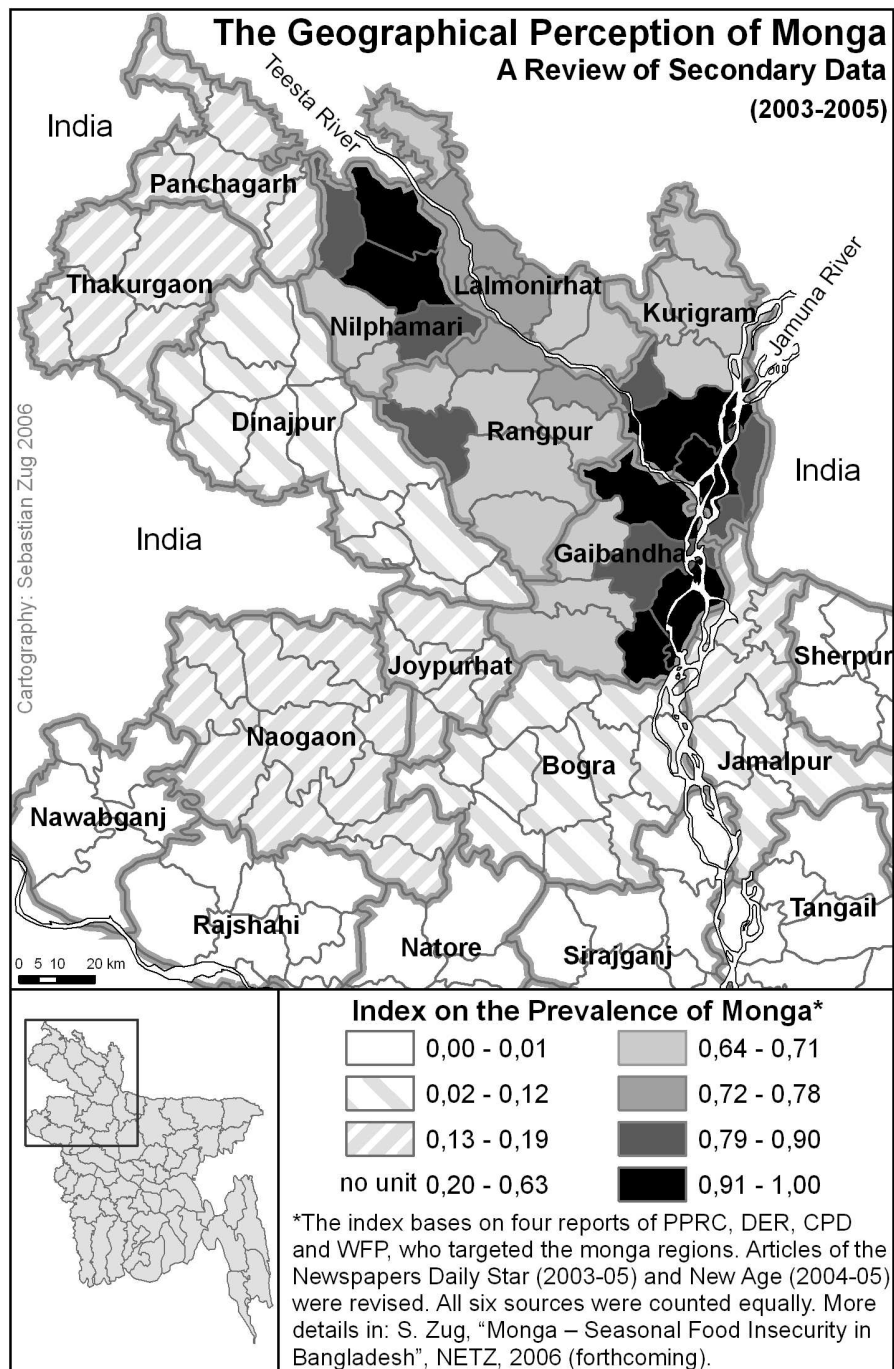 The Geographical Perception of Monga
A Review of Secondary Data
(2003-2005)
Teesta River
India
Panchagarh
Thakurgaon
Lalmonirhat
Kurigram
Jamuna River
Nilphamari
Dinajpur
Rangpur
India
India
Gaibandha
Cartography: Sebastian Zug 2006
Joypurhat
Sherpur
Naogaon
Bogra
Jamalpur
Nawabganj
Rajshahi
Natore
Sirajganj
Tangail
0 5 10 20 km
Index on the Prevalence of Monga*
0,00 - 0,01
0,02 - 0,12
0,13 - 0,19
no unit 0,20 - 0,63
0,64 - 0,71
0,72 - 0,78
0,79 - 0,90
0,91 - 1,00
*The index bases on four reports of PPRC, DER, CPD
and WFP, who targeted the monga regions. Articles of the
Newspapers Daily Star (2003-05) and New Age (2004-05)
were revised. All six sources were counted equally. More
details in: S. Zug, “Monga – Seasonal Food Insecurity in
Bangladesh”, NETZ, 2006 (forthcoming).